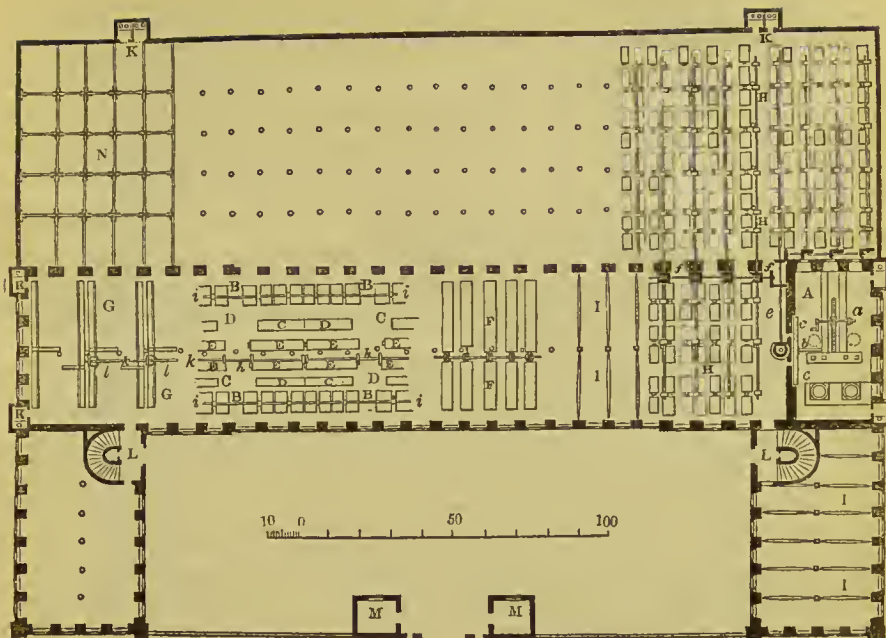 K K
H
N
H
R B B f f A
G i i I e a
D C c
C D F b
E E E E
k h h H c
l l E E E E
G C D C D F I
R i B B i
L L
10 0 50 100
I
I
M M